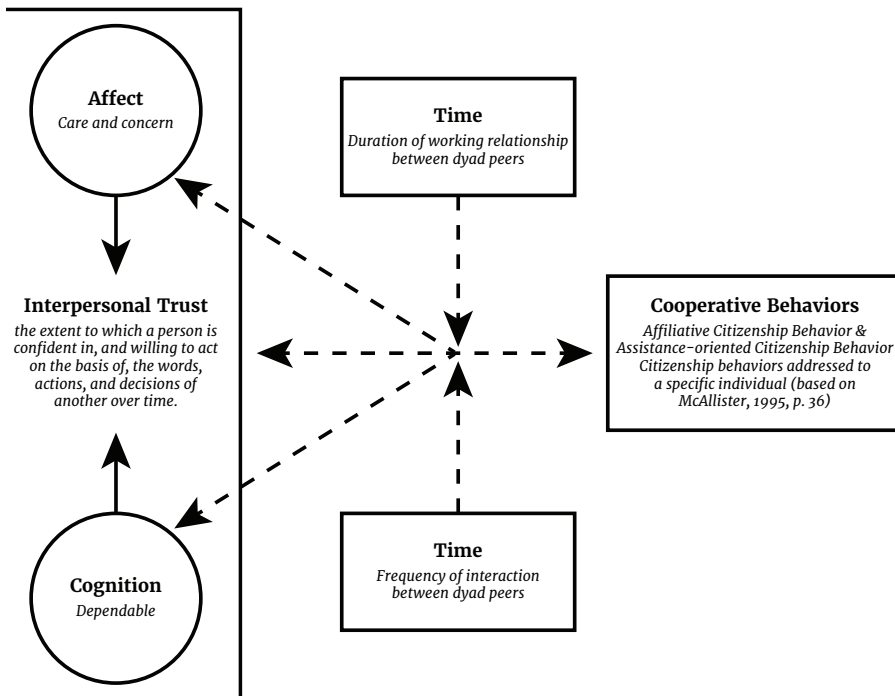 Affect
Care and concern
Time
Duration of working relationship
between dyad peers
Interpersonal Trust
the extent to which a person is
confident in, and willing to act
on the basis of, the words,
actions, and decisions of
another over time.
Cooperative Behaviors
Affiliative Citizenship Behavior &
Assistance-oriented Citizenship Behavior
Citizenship behaviors addressed to
a specific individual (based on
McAllister, 1995, p. 36)
Cognition
Dependable
Time
Frequency of interaction
between dyad peers